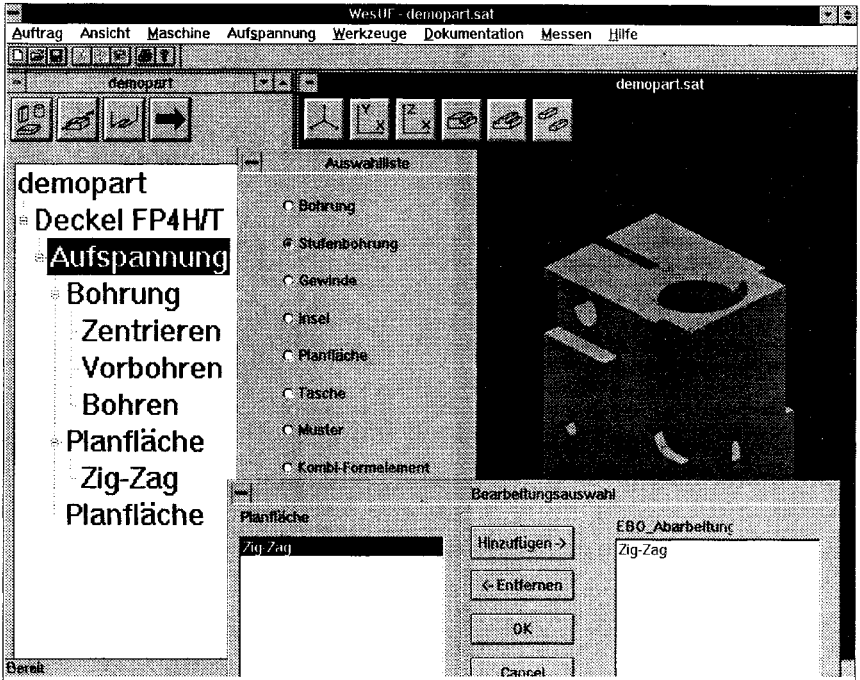 WesUF - demopart.sat
Auftrag Ansicht Maschine Aufspannung Werkzeuge Dokumentation Messen Hilfe
demopart
demopart.sat
Y
X
Z
X
demopart
Deckel FP4H/T
Aufspannung
Bohrung
Zentrieren
Vorbohren
Bohren
Planfläche
Zig-Zag
Planfläche
Auswahlliste
Bohrung
Stufenbohrung
Gewinde
Insel
Planfläche
Tasche
Muster
Kombi-Formelement
Bearbeitungsauswahl
Planfläche
Zig-Zag
Hinzufügen ->
<- Entfernen
OK
Cancel
EBO_Abarbeitung
Zig-Zag
Bereit